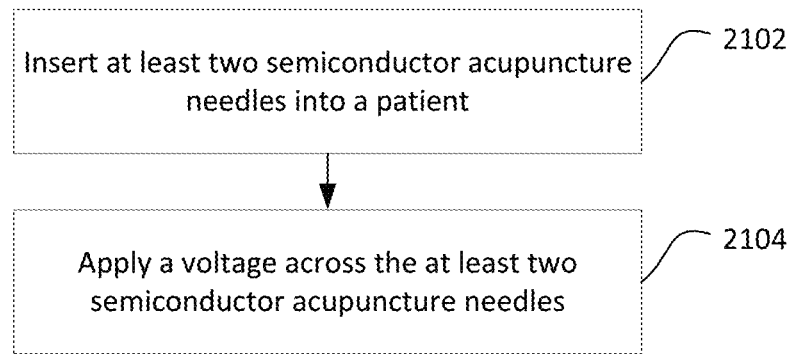 Insert at least two semiconductor acupuncture
needles into a patient
2102
Apply a voltage across the at least two
semiconductor acupuncture needles
2104